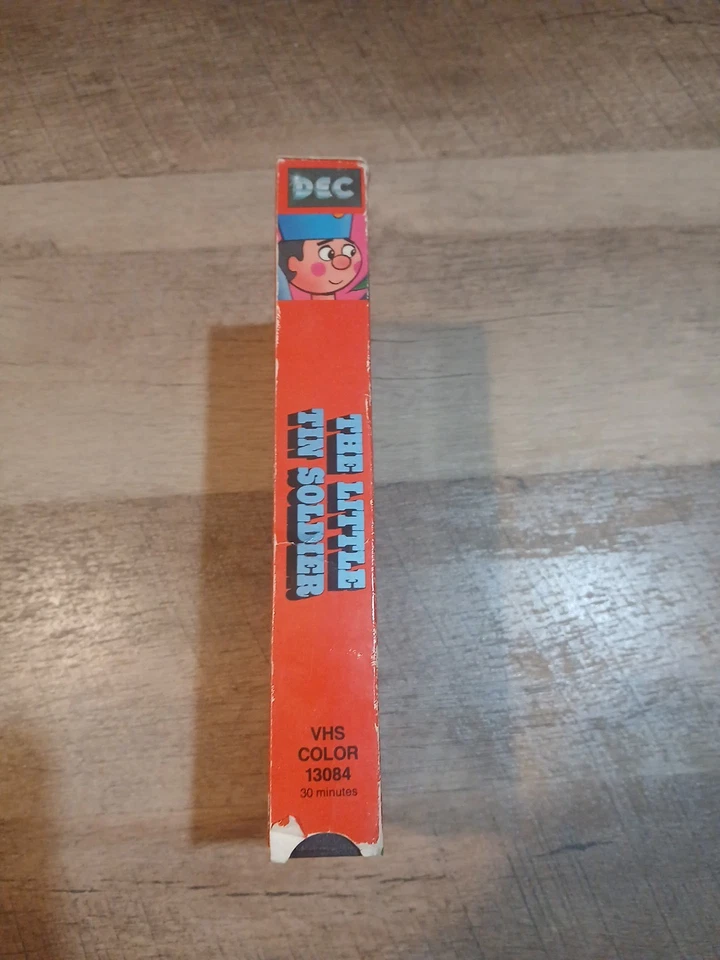 DEC
THE LITTLE
TIN SOLDIER
VHS
COLOR
13084
30 minutes